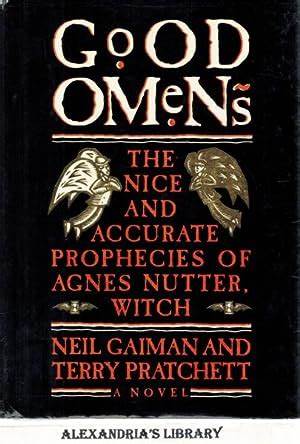 GOOD
OMENS
THE
NICE
AND
ACCURATE
PROPHECIES OF
AGNES NUTTER,
WITCH
NEIL GAIMAN AND
TERRY PRATCHETT
A NOVEL
ALEXANDRIA'S LIBRARY